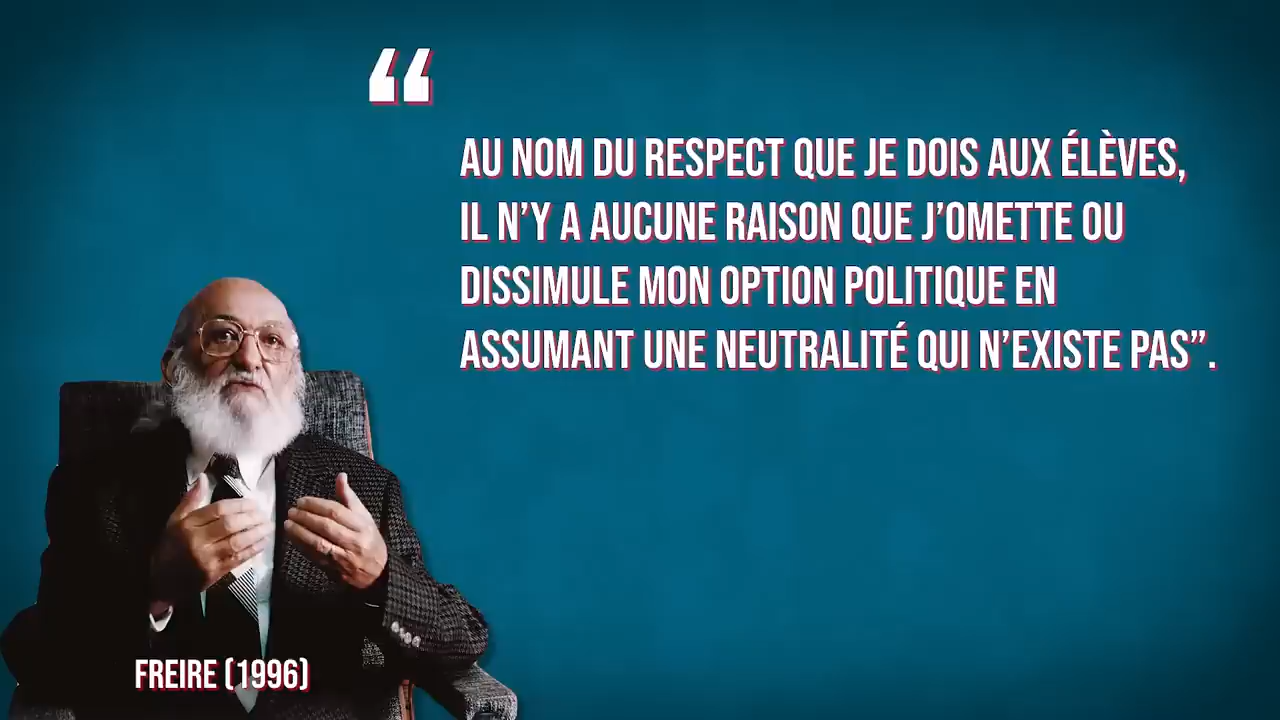 “
AU NOM DU RESPECT QUE JE DOIS AUX ÉLÈVES,
IL N’Y A AUCUNE RAISON QUE J’OMETTE OU
DISSIMULE MON OPTION POLITIQUE EN
ASSUMANT UNE NEUTRALITÉ QUI N’EXISTE PAS”.
FREIRE (1996)